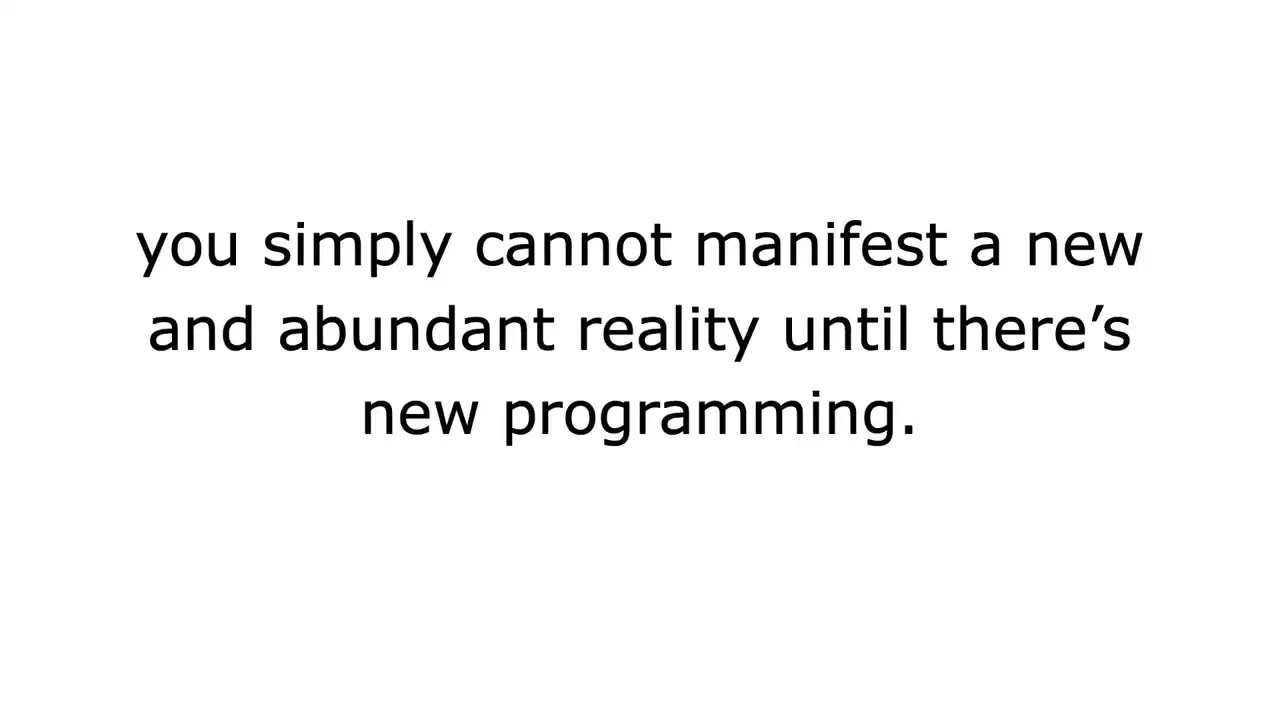 you simply cannot manifest a new
and abundant reality until there’s
new programming.